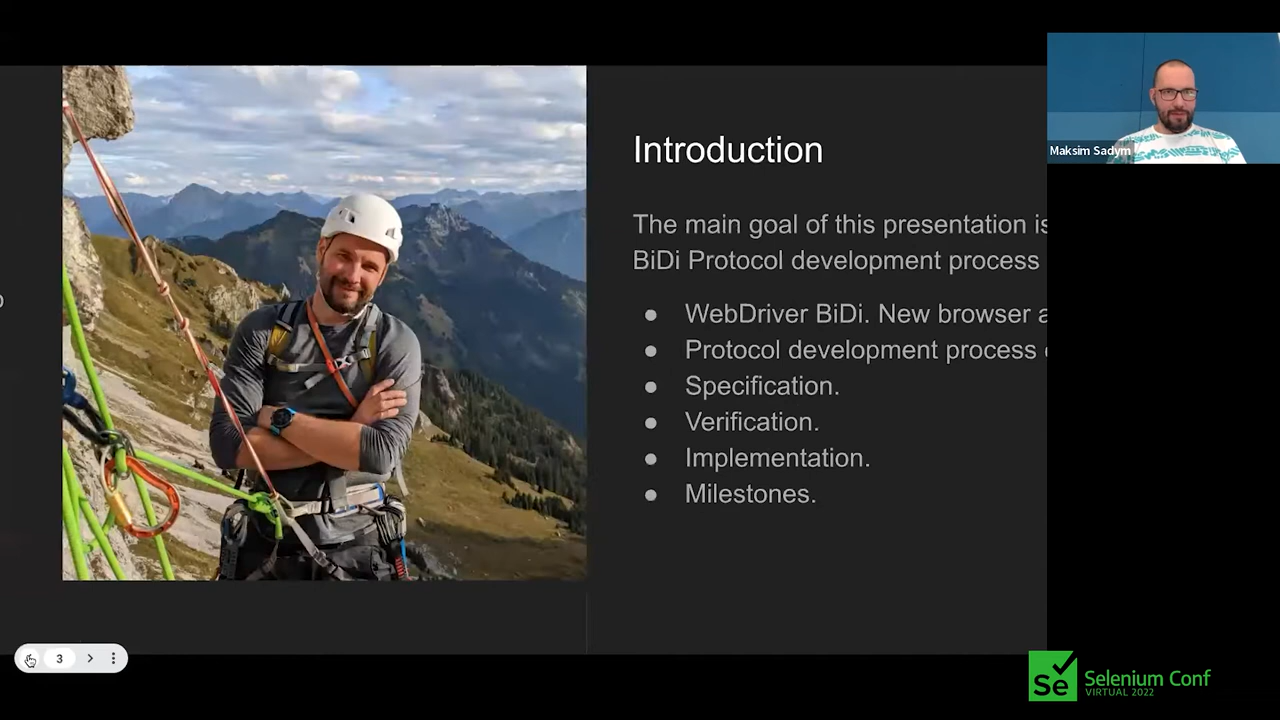 Introduction
The main goal of this presentation is
BiDi Protocol development process
● WebDriver BiDi. New browser a
● Protocol development process
● Specification.
● Verification.
● Implementation.
● Milestones.
Maksim Sadym
3
Se
Selenium Conf
VIRTUAL 2022